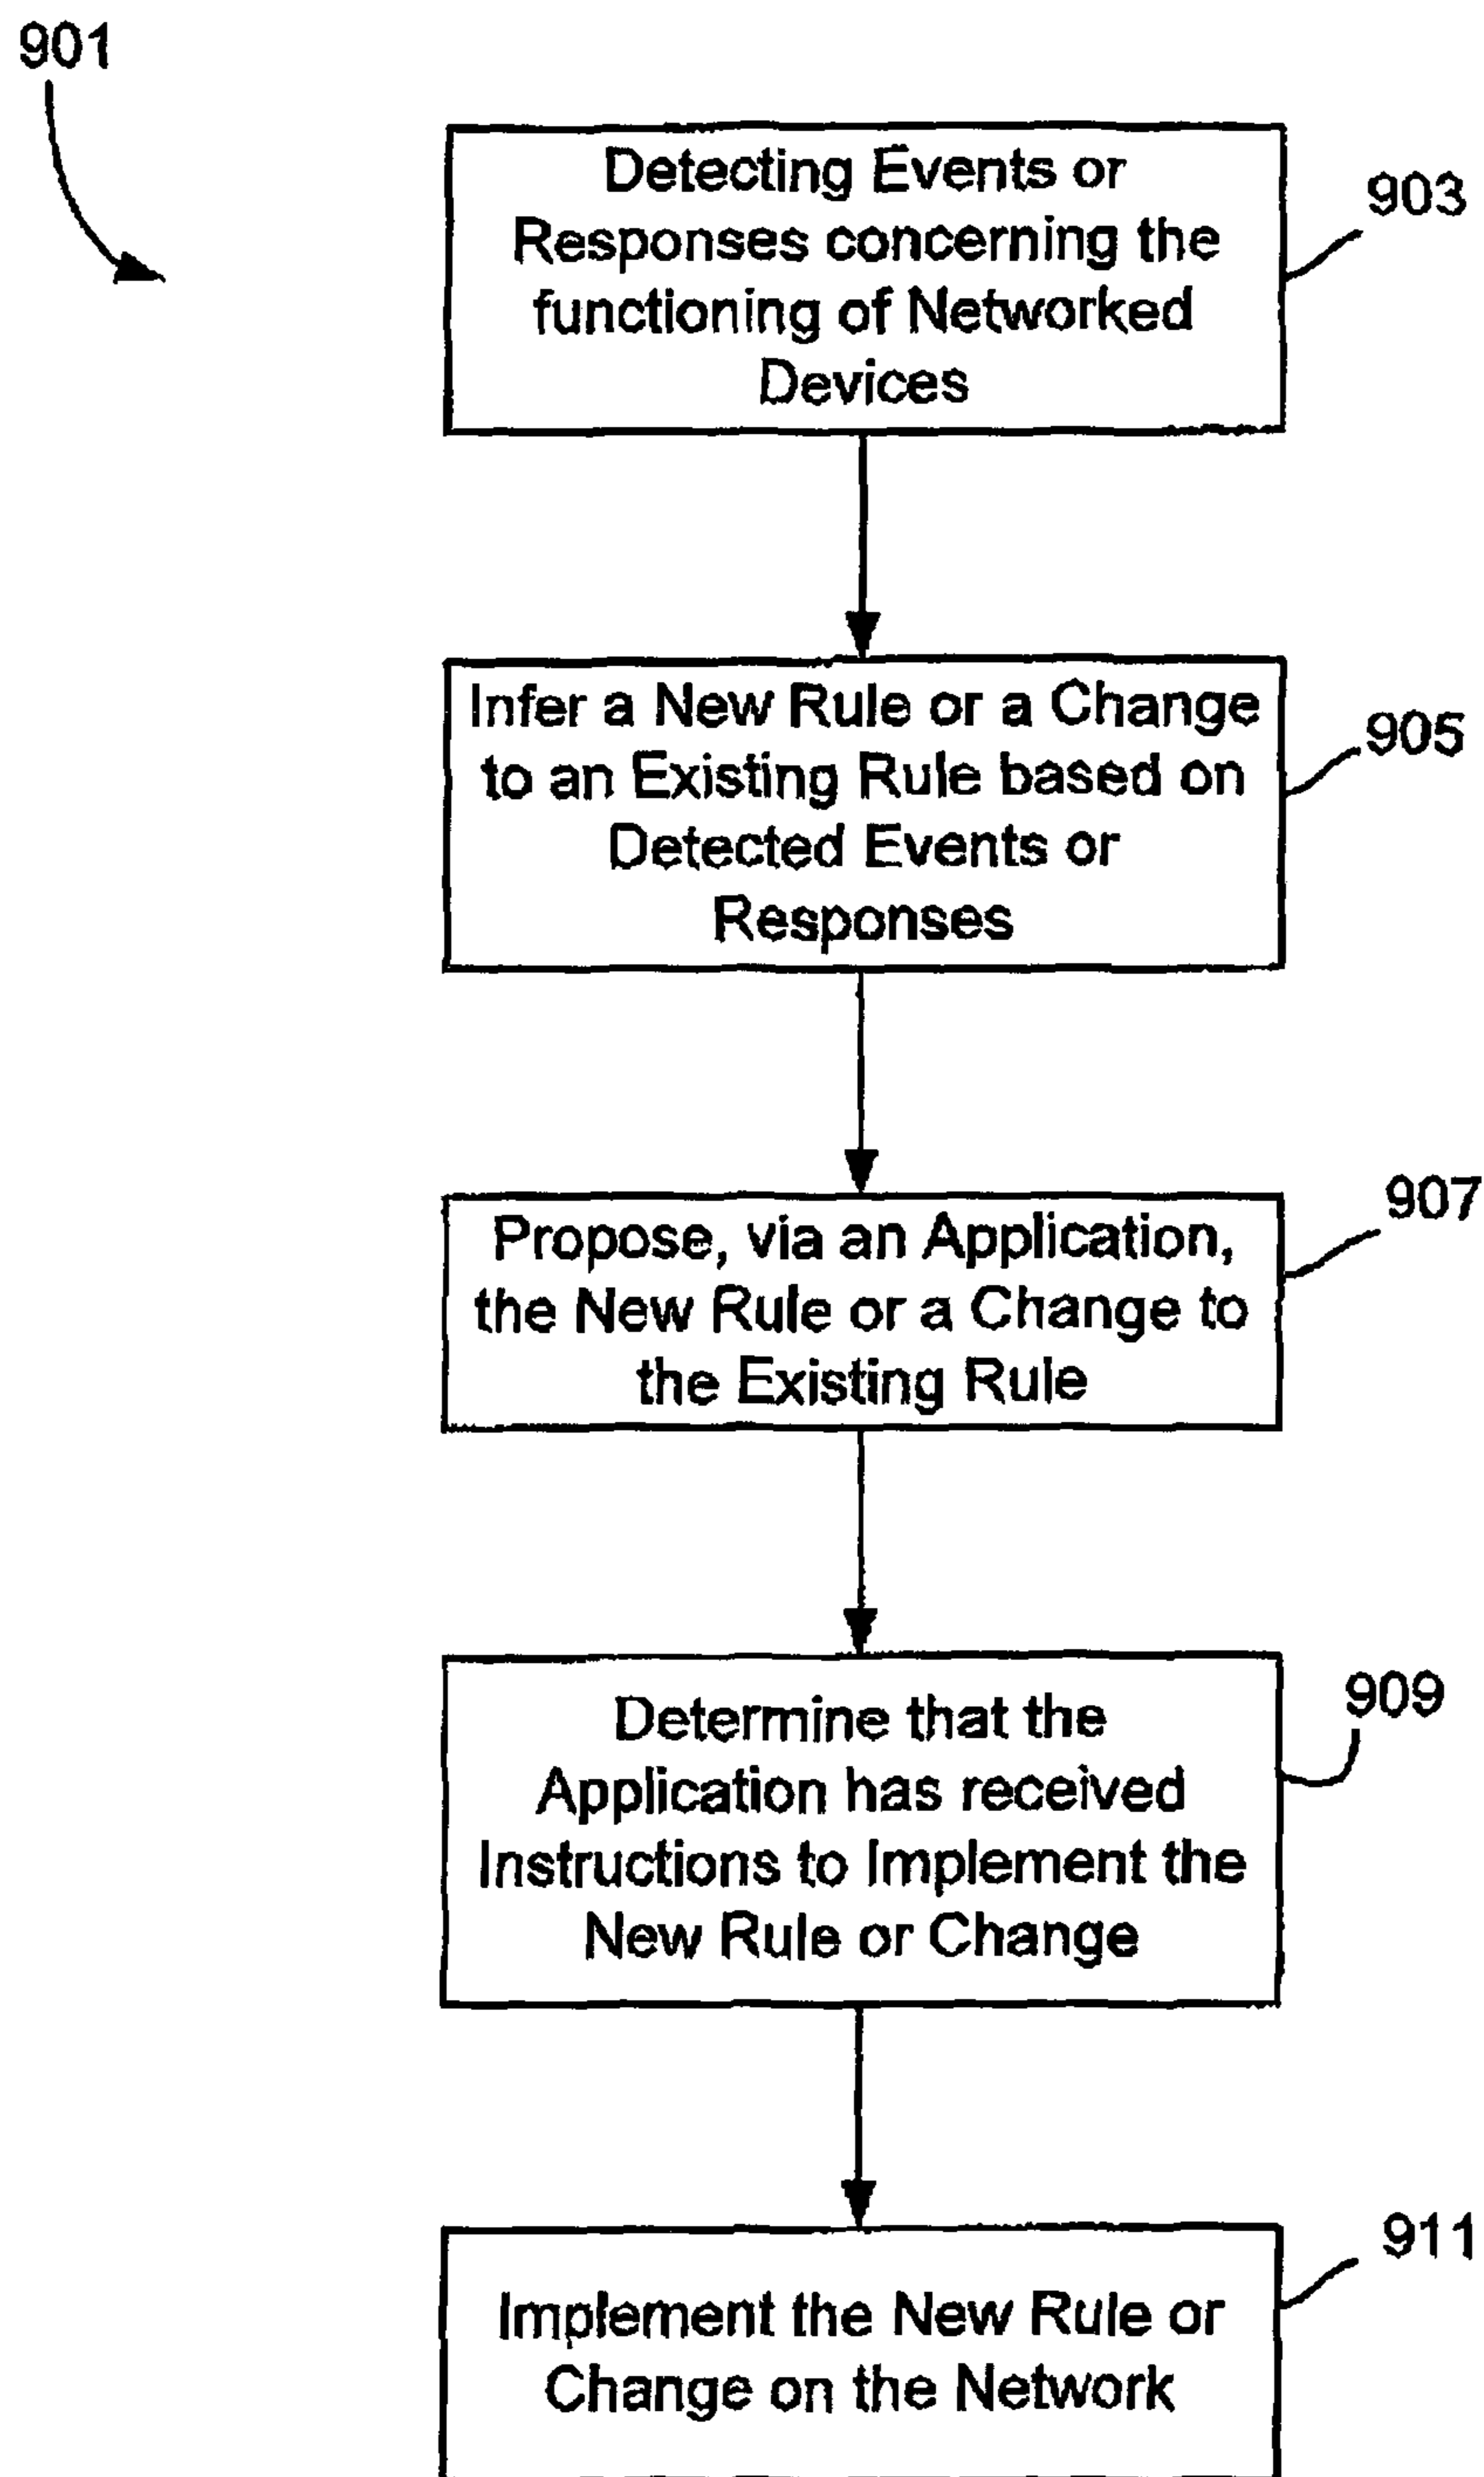 901
Detecting Events or
Responses concerning the
functioning of Networked
Devices
903
Infer a New Rule or a Change
to an Existing Rule based on
Detected Events or
Responses
905
Propose, via an Application,
the New Rule or a Change to
the Existing Rule
907
Determine that the
Application has received
Instructions to Implement the
New Rule or Change
909
Implement the New Rule or
Change on the Network
911